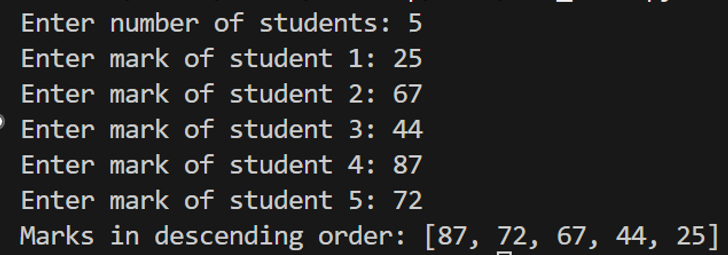 Enter number of students: 5
Enter mark of student 1: 25
Enter mark of student 2: 67
Enter mark of student 3: 44
Enter mark of student 4: 87
Enter mark of student 5: 72
Marks in descending order: [87, 72, 67, 44, 25]